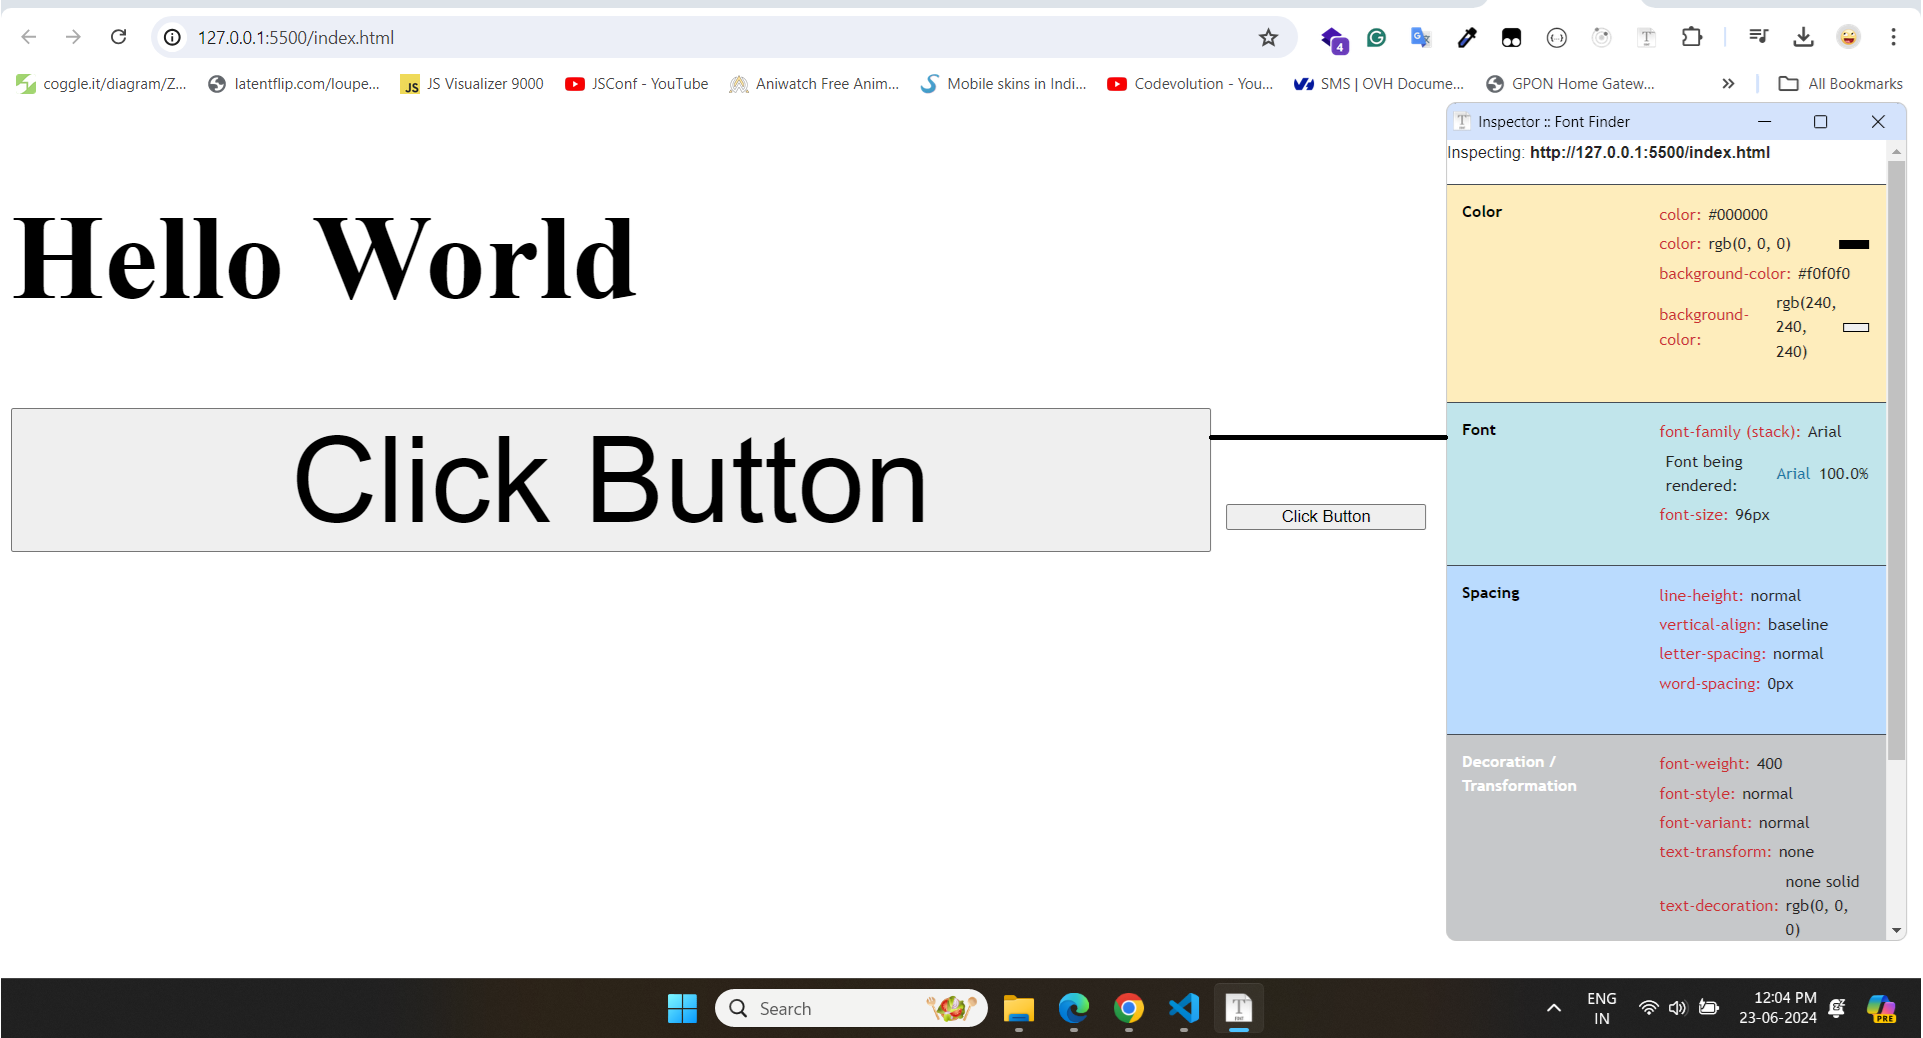 127.0.0.1:5500/index.html
4
coggle.it/diagram/Z...
latentflip.com/loupe...
JS
JS Visualizer 9000
JSConf - YouTube
Aniwatch Free Anim...
Mobile skins in Indi...
Codevolution - You...
SMS | OVH Docume...
GPON Home Gatew...
All Bookmarks
Inspector :: Font Finder
Inspecting: http://127.0.0.1:5500/index.html
Hello World
Click Button
Click Button
Color
color: #000000
color: rgb(0, 0, 0)
background-color: #f0f0f0
background-color: rgb(240, 240, 240)
Font
font-family (stack): Arial
Font being rendered: Arial 100.0%
font-size: 96px
Spacing
line-height: normal
vertical-align: baseline
letter-spacing: normal
word-spacing: 0px
Decoration /
Transformation
font-weight: 400
font-style: normal
font-variant: normal
text-transform: none
text-decoration: none solid rgb(0, 0, 0)
Search
ENG
IN
12:04 PM
23-06-2024
PRE